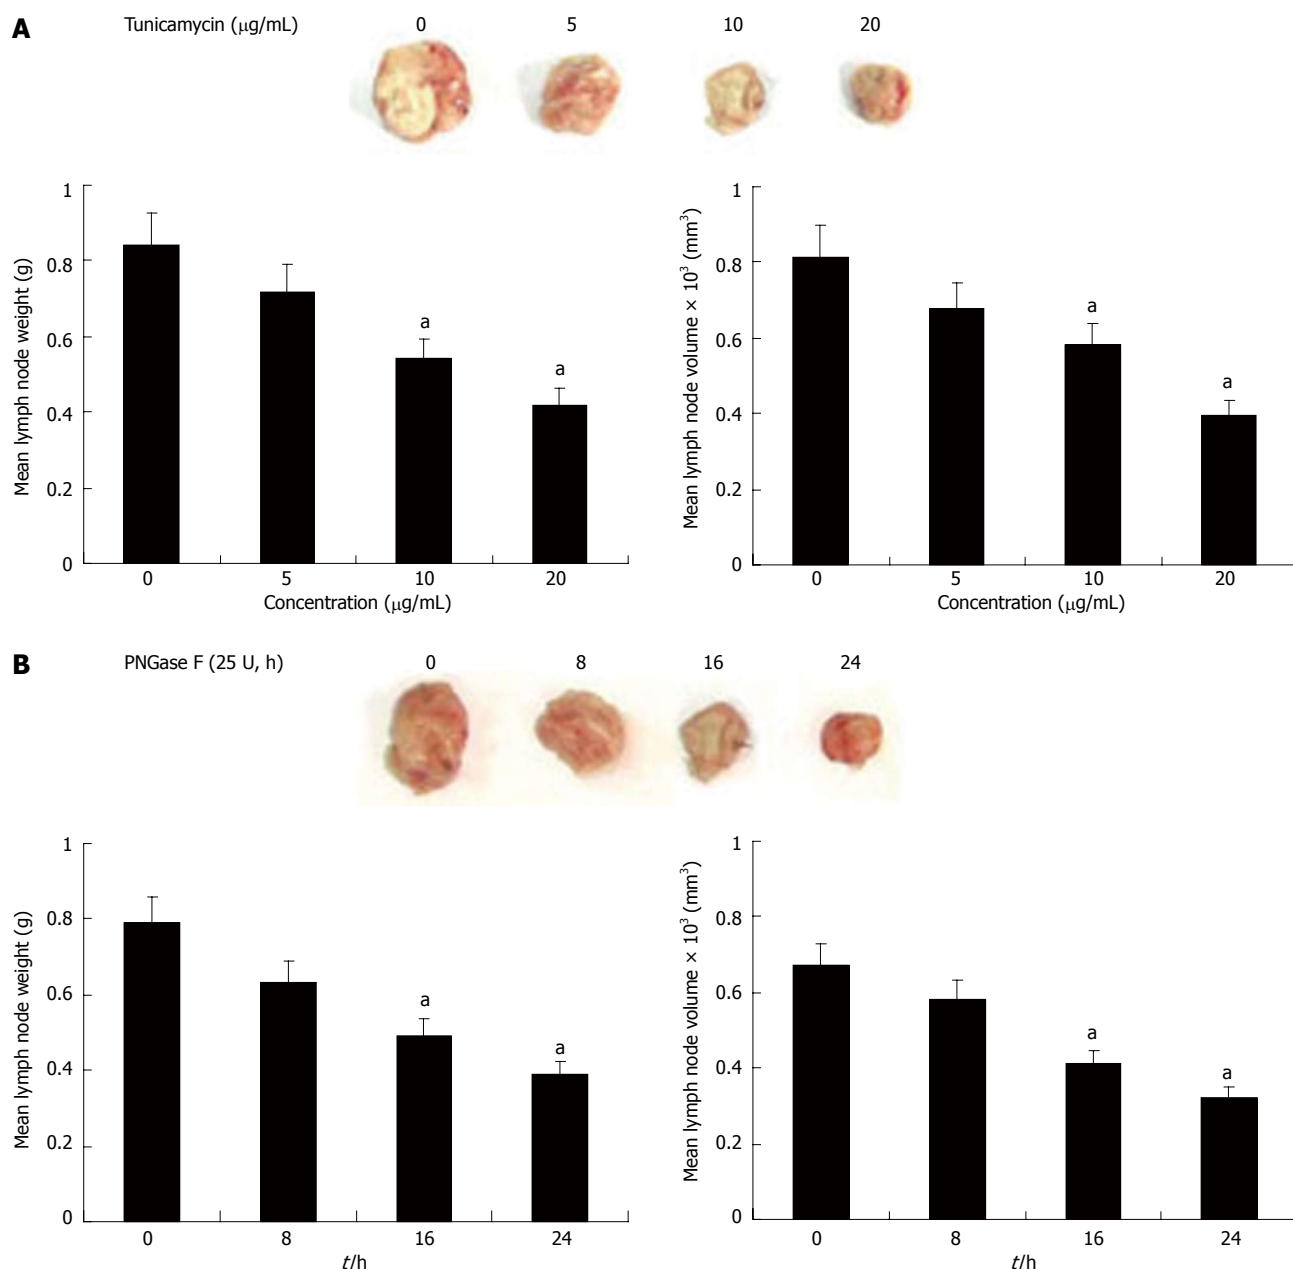 A
Tunicamycin (μg/mL) 0 5 10 20
Mean lymph node weight (g)
1
0.8
0.6
0.4
0.2
0
a
a
0 5 10 20
Concentration (μg/mL)
Mean lymph node volume × 10³ (mm³)
1
0.8
0.6
0.4
0.2
0
a
a
0 5 10 20
Concentration (μg/mL)
B
PNGase F (25 U, h) 0 8 16 24
Mean lymph node weight (g)
1
0.8
0.6
0.4
0.2
0
a
a
0 8 16 24
t/h
Mean lymph node volume × 10³ (mm³)
1
0.8
0.6
0.4
0.2
0
a
a
0 8 16 24
t/h